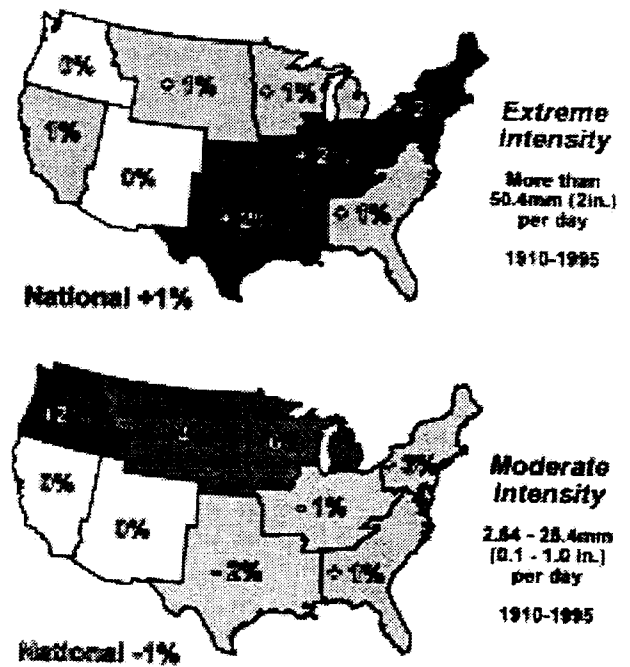 0%
+ 1%
+ 1%
1%
0%
+ 1%
Extreme
Intensity
More than
50.4mm (2in.)
per day
1910-1995
National +1%
0%
0%
- 1%
- 3%
- 2%
+ 1%
Moderate
Intensity
2.54 - 25.4mm
(0.1 - 1.0 in.)
per day
1910-1995
National -1%